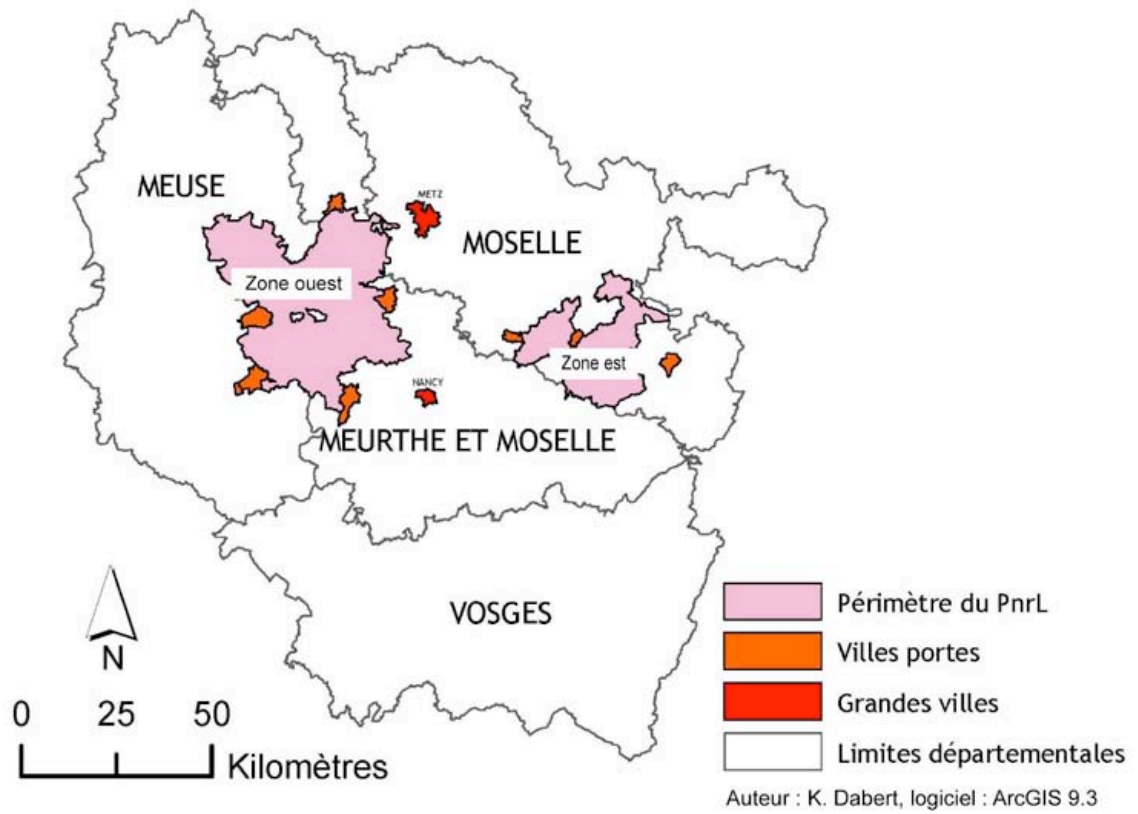 MEUSE
METZ
MOSELLE
Zone ouest
Zone est
NANCY
MEURTHE ET MOSELLE
VOSGES
N
0 25 50
Kilomètres
Périmètre du PnrL
Villes portes
Grandes villes
Limites départementales
Auteur : K. Dabert, logiciel : ArcGIS 9.3